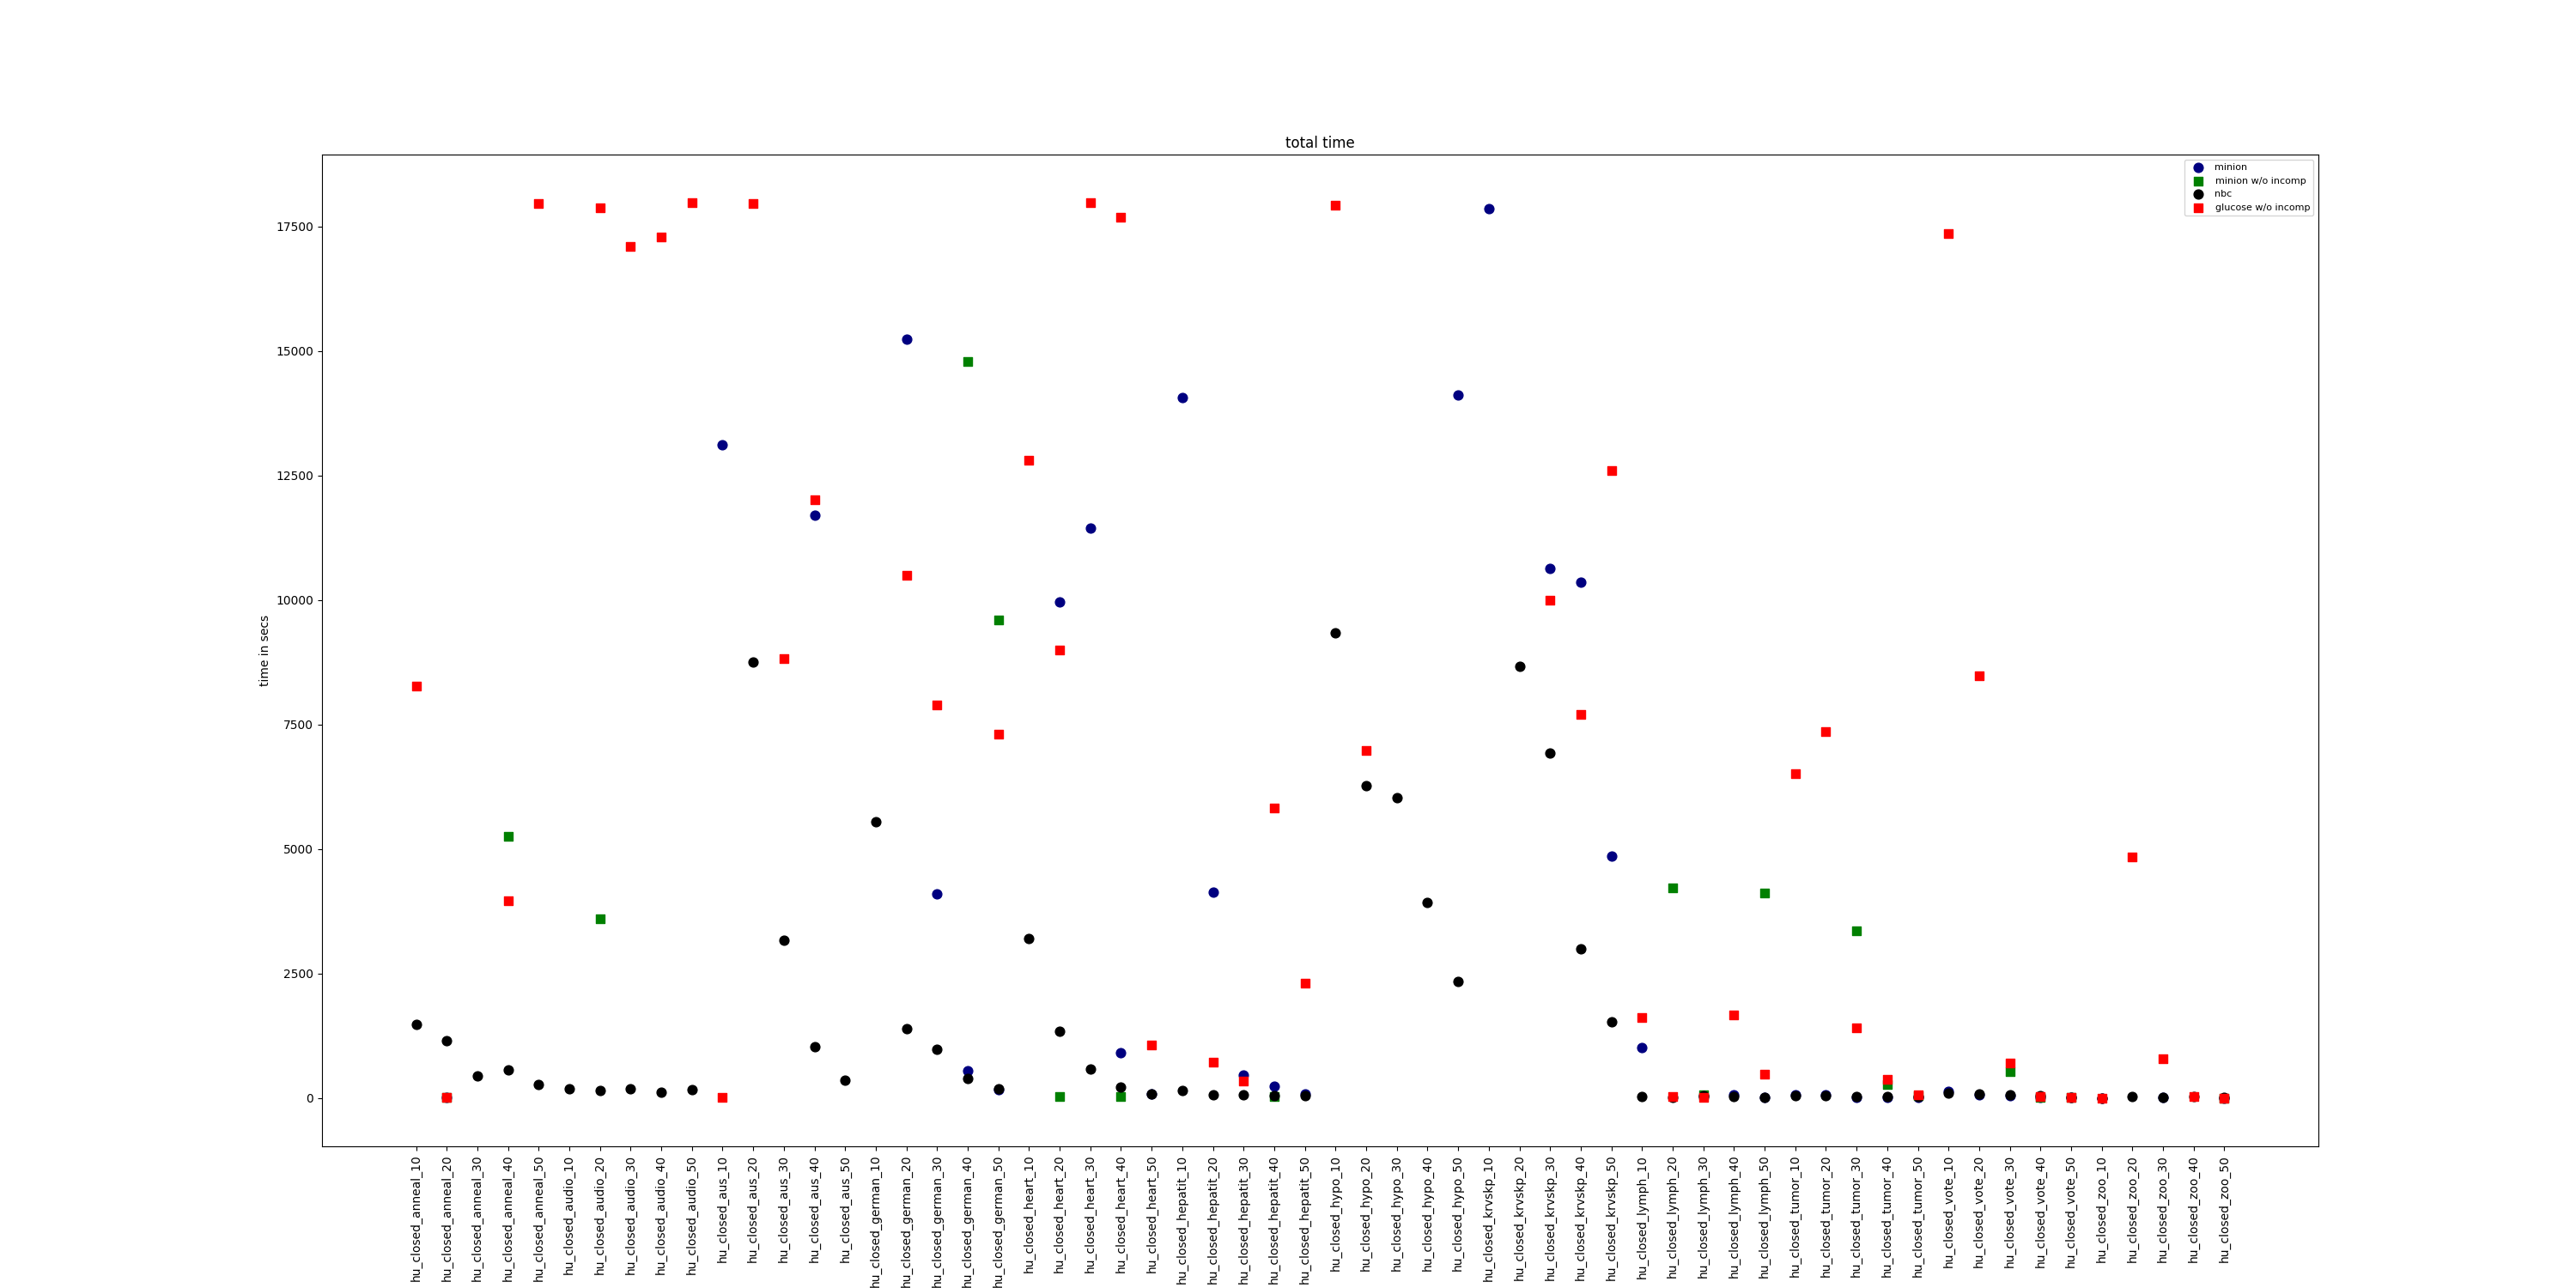 total time
minion
minion w/o incomp
nbc
glucose w/o incomp
17500
15000
12500
10000
7500
5000
2500
0
time in secs
hu_closed_anneal_10
hu_closed_anneal_20
hu_closed_anneal_30
hu_closed_anneal_40
hu_closed_anneal_50
hu_closed_audio_10
hu_closed_audio_20
hu_closed_audio_30
hu_closed_audio_40
hu_closed_audio_50
hu_closed_aus_10
hu_closed_aus_20
hu_closed_aus_30
hu_closed_aus_40
hu_closed_aus_50
hu_closed_german_10
hu_closed_german_20
hu_closed_german_30
hu_closed_german_40
hu_closed_german_50
hu_closed_heart_10
hu_closed_heart_20
hu_closed_heart_30
hu_closed_heart_40
hu_closed_heart_50
hu_closed_hepatit_10
hu_closed_hepatit_20
hu_closed_hepatit_30
hu_closed_hepatit_40
hu_closed_hepatit_50
hu_closed_hypo_10
hu_closed_hypo_20
hu_closed_hypo_30
hu_closed_hypo_40
hu_closed_hypo_50
hu_closed_krvskp_10
hu_closed_krvskp_20
hu_closed_krvskp_30
hu_closed_krvskp_40
hu_closed_krvskp_50
hu_closed_lymph_10
hu_closed_lymph_20
hu_closed_lymph_30
hu_closed_lymph_40
hu_closed_lymph_50
hu_closed_tumor_10
hu_closed_tumor_20
hu_closed_tumor_30
hu_closed_tumor_40
hu_closed_tumor_50
hu_closed_vote_10
hu_closed_vote_20
hu_closed_vote_30
hu_closed_vote_40
hu_closed_vote_50
hu_closed_zoo_10
hu_closed_zoo_20
hu_closed_zoo_30
hu_closed_zoo_40
hu_closed_zoo_50